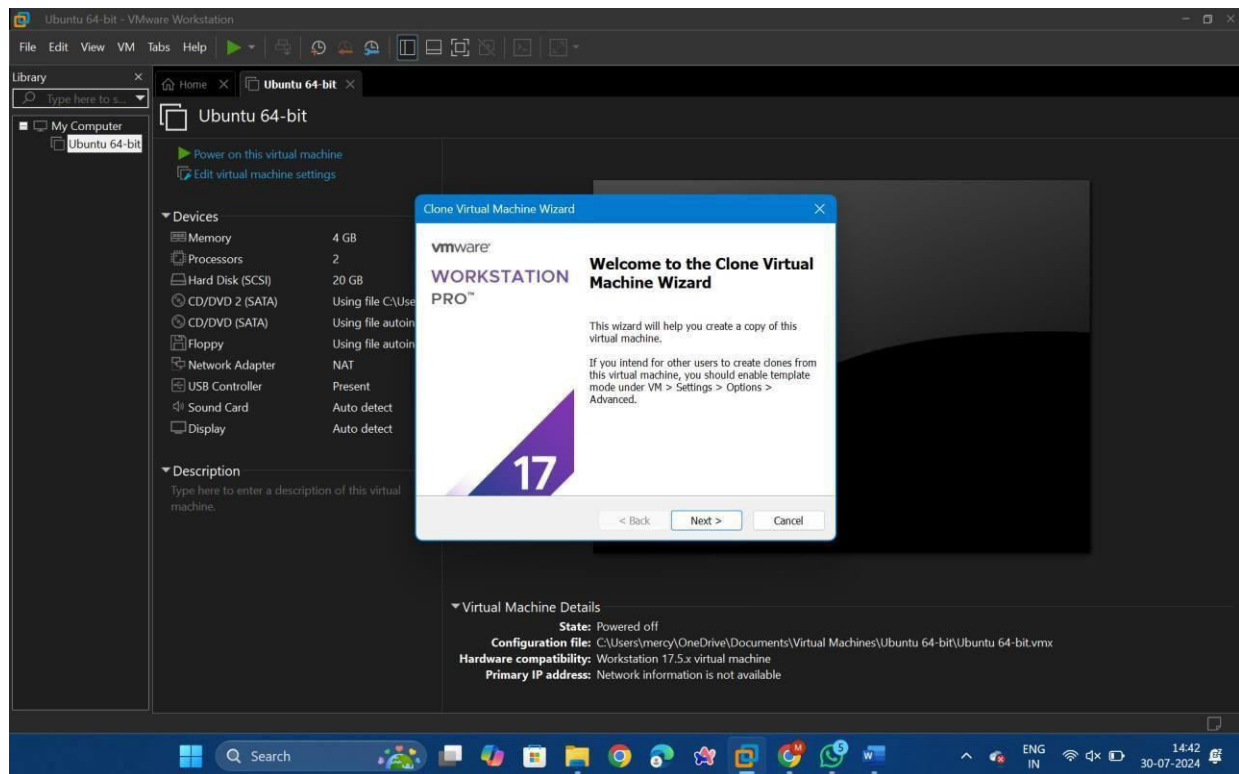 Ubuntu 64-bit - VMware Workstation
File Edit View VM Tabs Help
Library
Type here to s...
My Computer
Ubuntu 64-bit
Home
Ubuntu 64-bit
Ubuntu 64-bit
Power on this virtual machine
Edit virtual machine settings
Devices
Memory 4 GB
Processors 2
Hard Disk (SCSI) 20 GB
CD/DVD 2 (SATA) Using file C:\Use
CD/DVD (SATA) Using file autoin
Floppy Using file autoin
Network Adapter NAT
USB Controller Present
Sound Card Auto detect
Display Auto detect
Description
Type here to enter a description of this virtual
machine.
Clone Virtual Machine Wizard
vmware
WORKSTATION
PRO™
17
Welcome to the Clone Virtual
Machine Wizard
This wizard will help you create a copy of this
virtual machine.
If you intend for other users to create clones from
this virtual machine, you should enable template
mode under VM > Settings > Options >
Advanced.
< Back Next > Cancel
Virtual Machine Details
State: Powered off
Configuration file: C:\Users\mercy\OneDrive\Documents\Virtual Machines\Ubuntu 64-bit\Ubuntu 64-bit.vmx
Hardware compatibility: Workstation 17.5.x virtual machine
Primary IP address: Network information is not available
Search
ENG
IN
14:42
30-07-2024